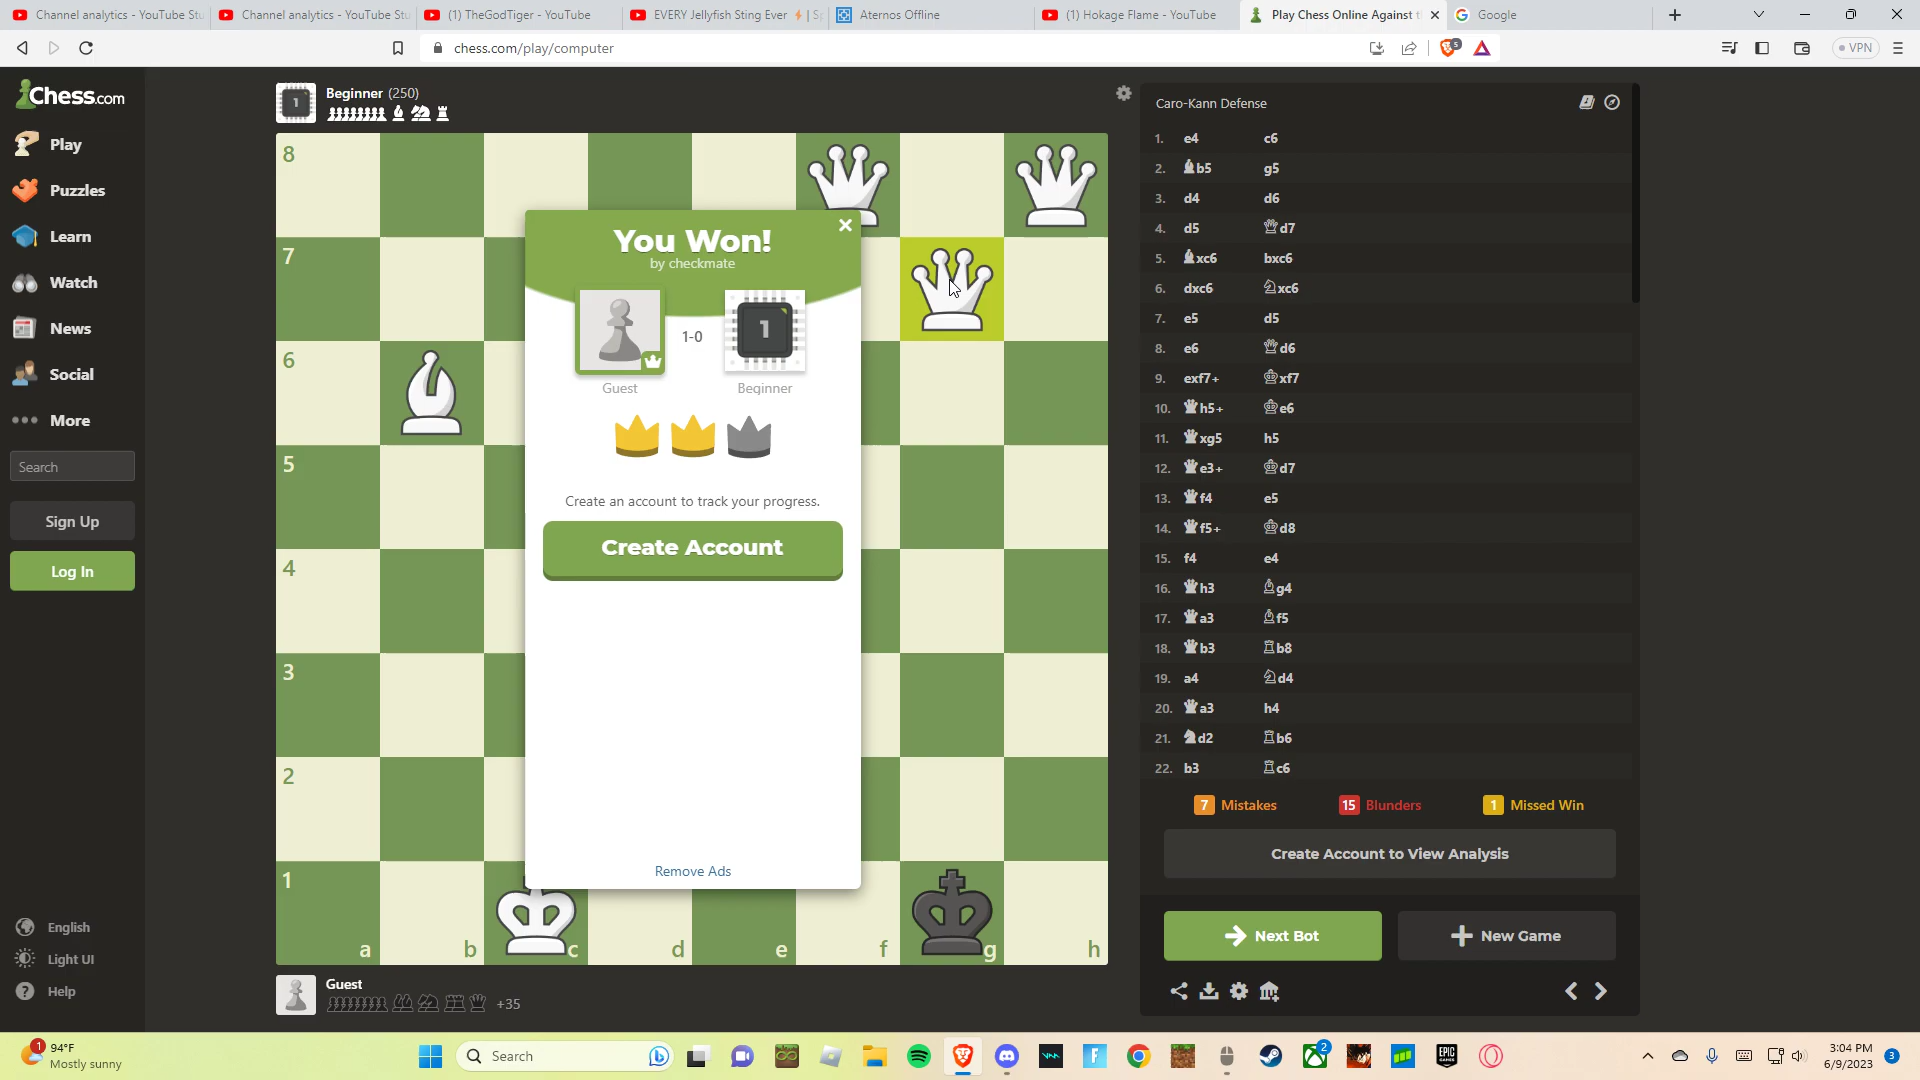 Channel analytics - YouTube Stu
Channel analytics - YouTube Stu
(1) TheGodTiger - YouTube
EVERY Jellyfish Sting Ever ⚡ | Sp
Aternos Offline
(1) Hokage Flame - YouTube
Play Chess Online Against t
Google
chess.com/play/computer
5
VPN
Chess.com
Play
Puzzles
Learn
Watch
News
Social
More
Search
Sign Up
Log In
English
Light UI
Help
1
Beginner (250)
8
7
6
5
4
3
2
1
a b c d e f g h
You Won!
by checkmate
1
1-0
Guest
Beginner
Create an account to track your progress.
Create Account
Remove Ads
Guest
+35
Caro-Kann Defense
1. e4 c6
2. b5 g5
3. d4 d6
4. d5 d7
5. xc6 bxc6
6. dxc6 xc6
7. e5 d5
8. e6 d6
9. exf7+ xf7
10. h5+ e6
11. xg5 h5
12. e3+ d7
13. f4 e5
14. f5+ d8
15. f4 e4
16. h3 g4
17. a3 f5
18. b3 b8
19. a4 d4
20. a3 h4
21. d2 b6
22. b3 c6
7 Mistakes
15 Blunders
1 Missed Win
Create Account to View Analysis
Next Bot
New Game
1
94°F
Mostly sunny
Search
2
EPIC
GAMES
3:04 PM
6/9/2023
3